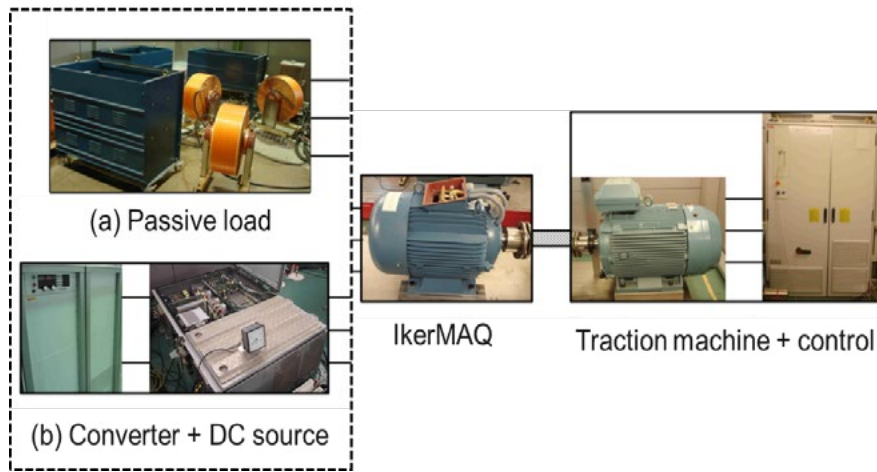 (a) Passive load
IkerMAQ
Traction machine + control
(b) Converter + DC source